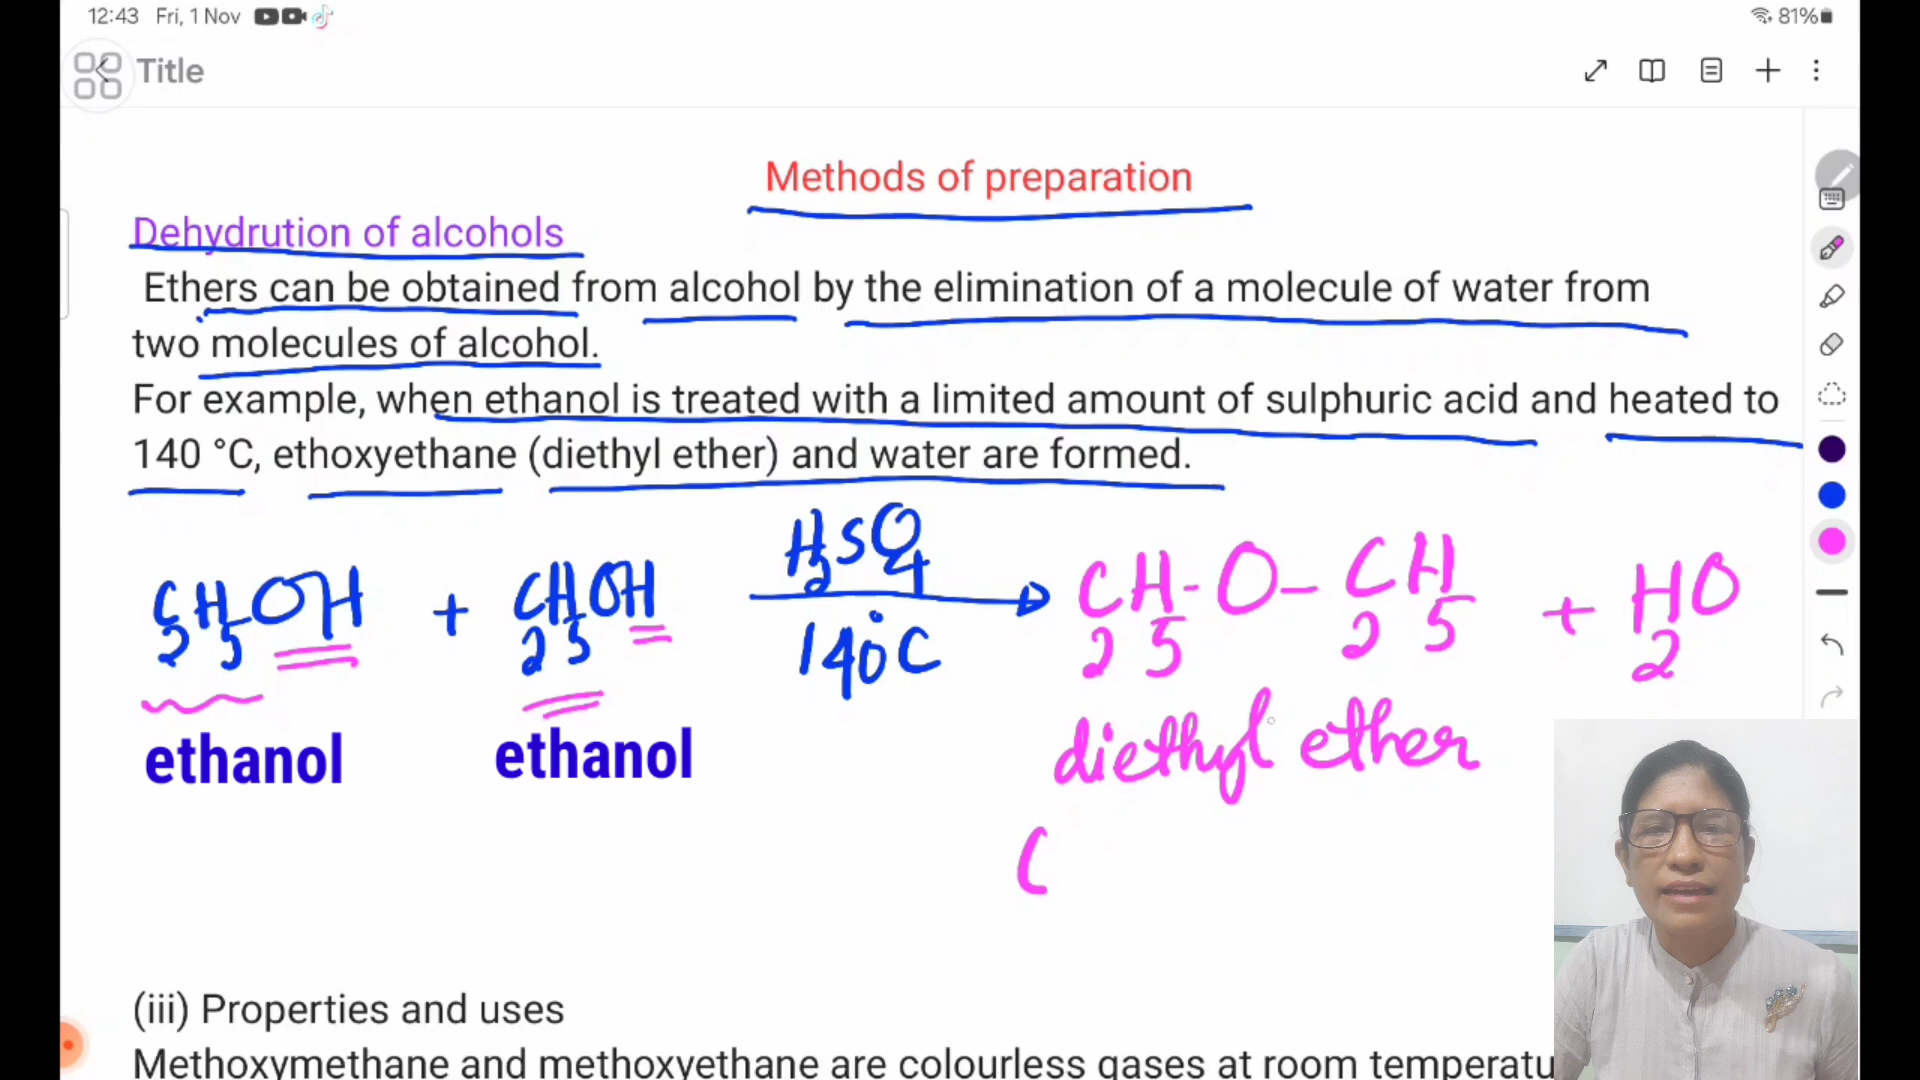 12:43 Fri, 1 Nov 81%
Title
Methods of preparation
Dehydrution of alcohols
Ethers can be obtained from alcohol by the elimination of a molecule of water from
two molecules of alcohol.
For example, when ethanol is treated with a limited amount of sulphuric acid and heated to
140 °C, ethoxyethane (diethyl ether) and water are formed.
H₂SO₄
C₂H₅OH + C₂H₅OH → C₂H₅-O-C₂H₅ + H₂O
140°C
ethanol ethanol diethyl ether
(
(iii) Properties and uses
Methoxymethane and methoxyethane are colourless gases at room temperatu